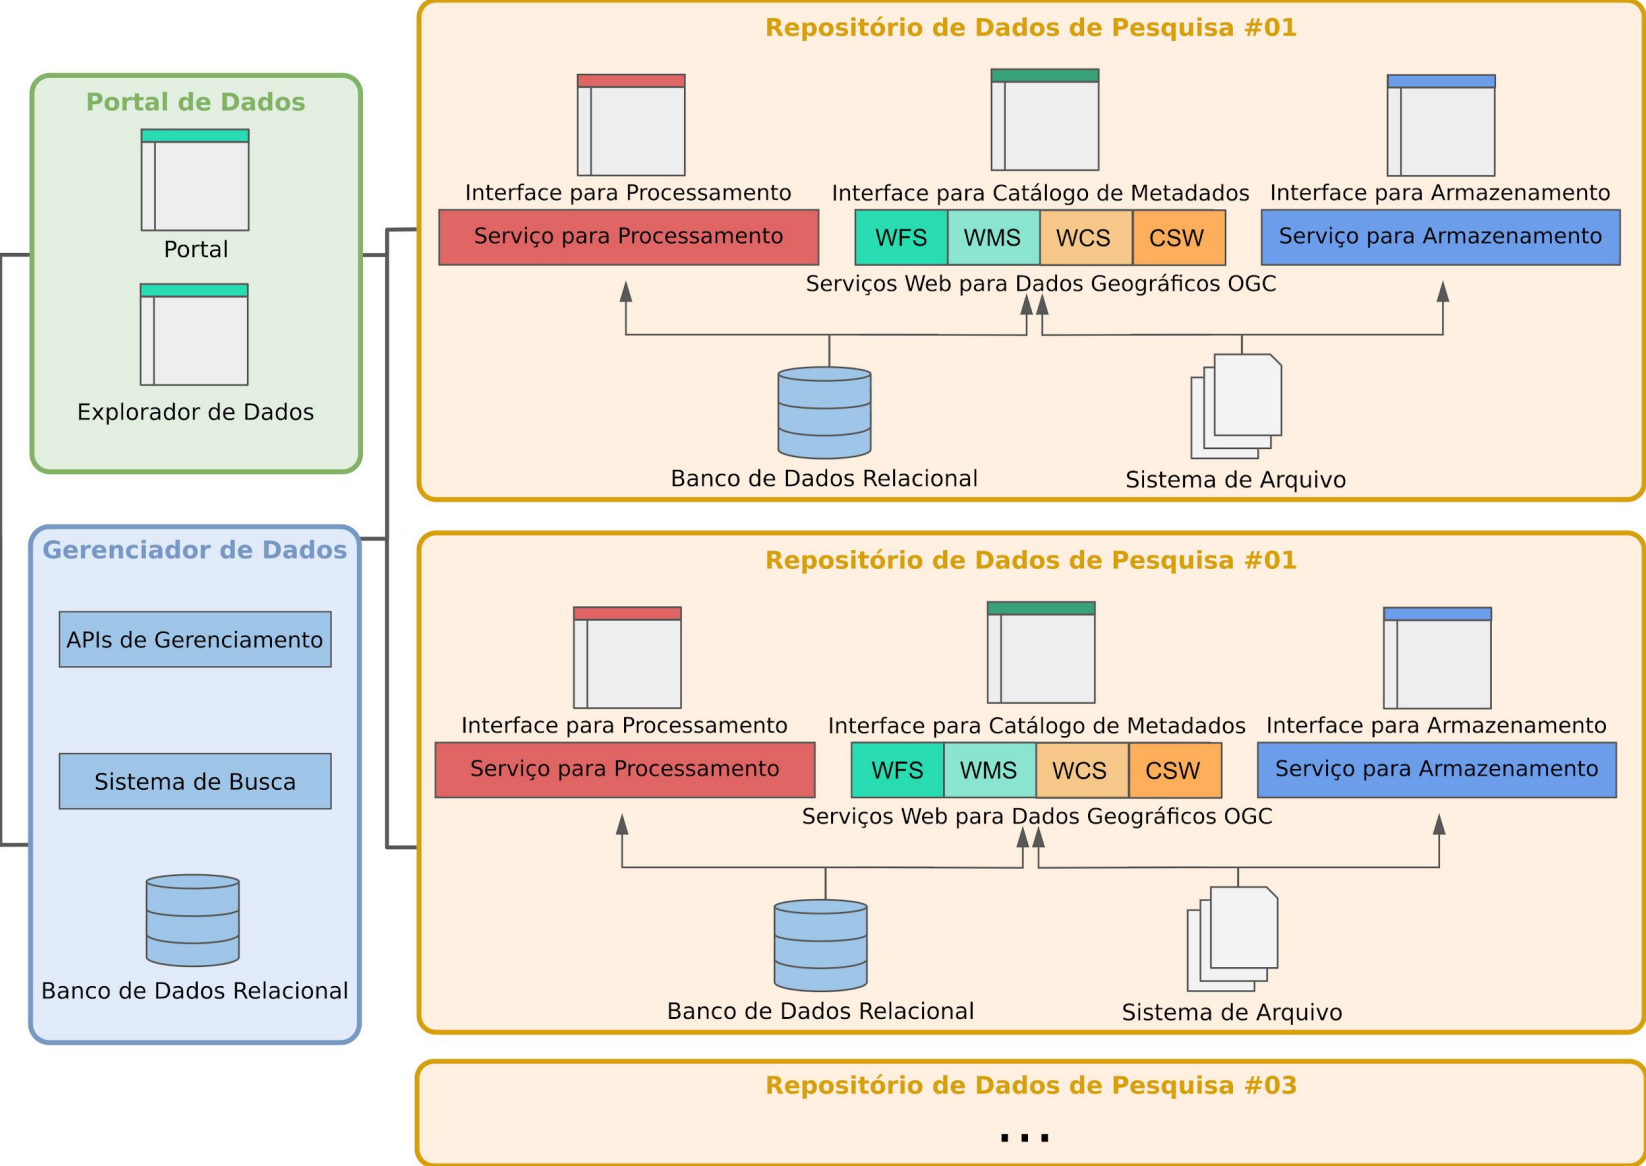 Portal de Dados
Portal
Explorador de Dados
Gerenciador de Dados
APIs de Gerenciamento
Sistema de Busca
Banco de Dados Relacional
Repositório de Dados de Pesquisa #01
Interface para Processamento
Interface para Catálogo de Metadados
Interface para Armazenamento
Serviço para Processamento
WFS
WMS
WCS
CSW
Serviço para Armazenamento
Serviços Web para Dados Geográficos OGC
Banco de Dados Relacional
Sistema de Arquivo
Repositório de Dados de Pesquisa #01
Interface para Processamento
Interface para Catálogo de Metadados
Interface para Armazenamento
Serviço para Processamento
WFS
WMS
WCS
CSW
Serviço para Armazenamento
Serviços Web para Dados Geográficos OGC
Banco de Dados Relacional
Sistema de Arquivo
Repositório de Dados de Pesquisa #03
...